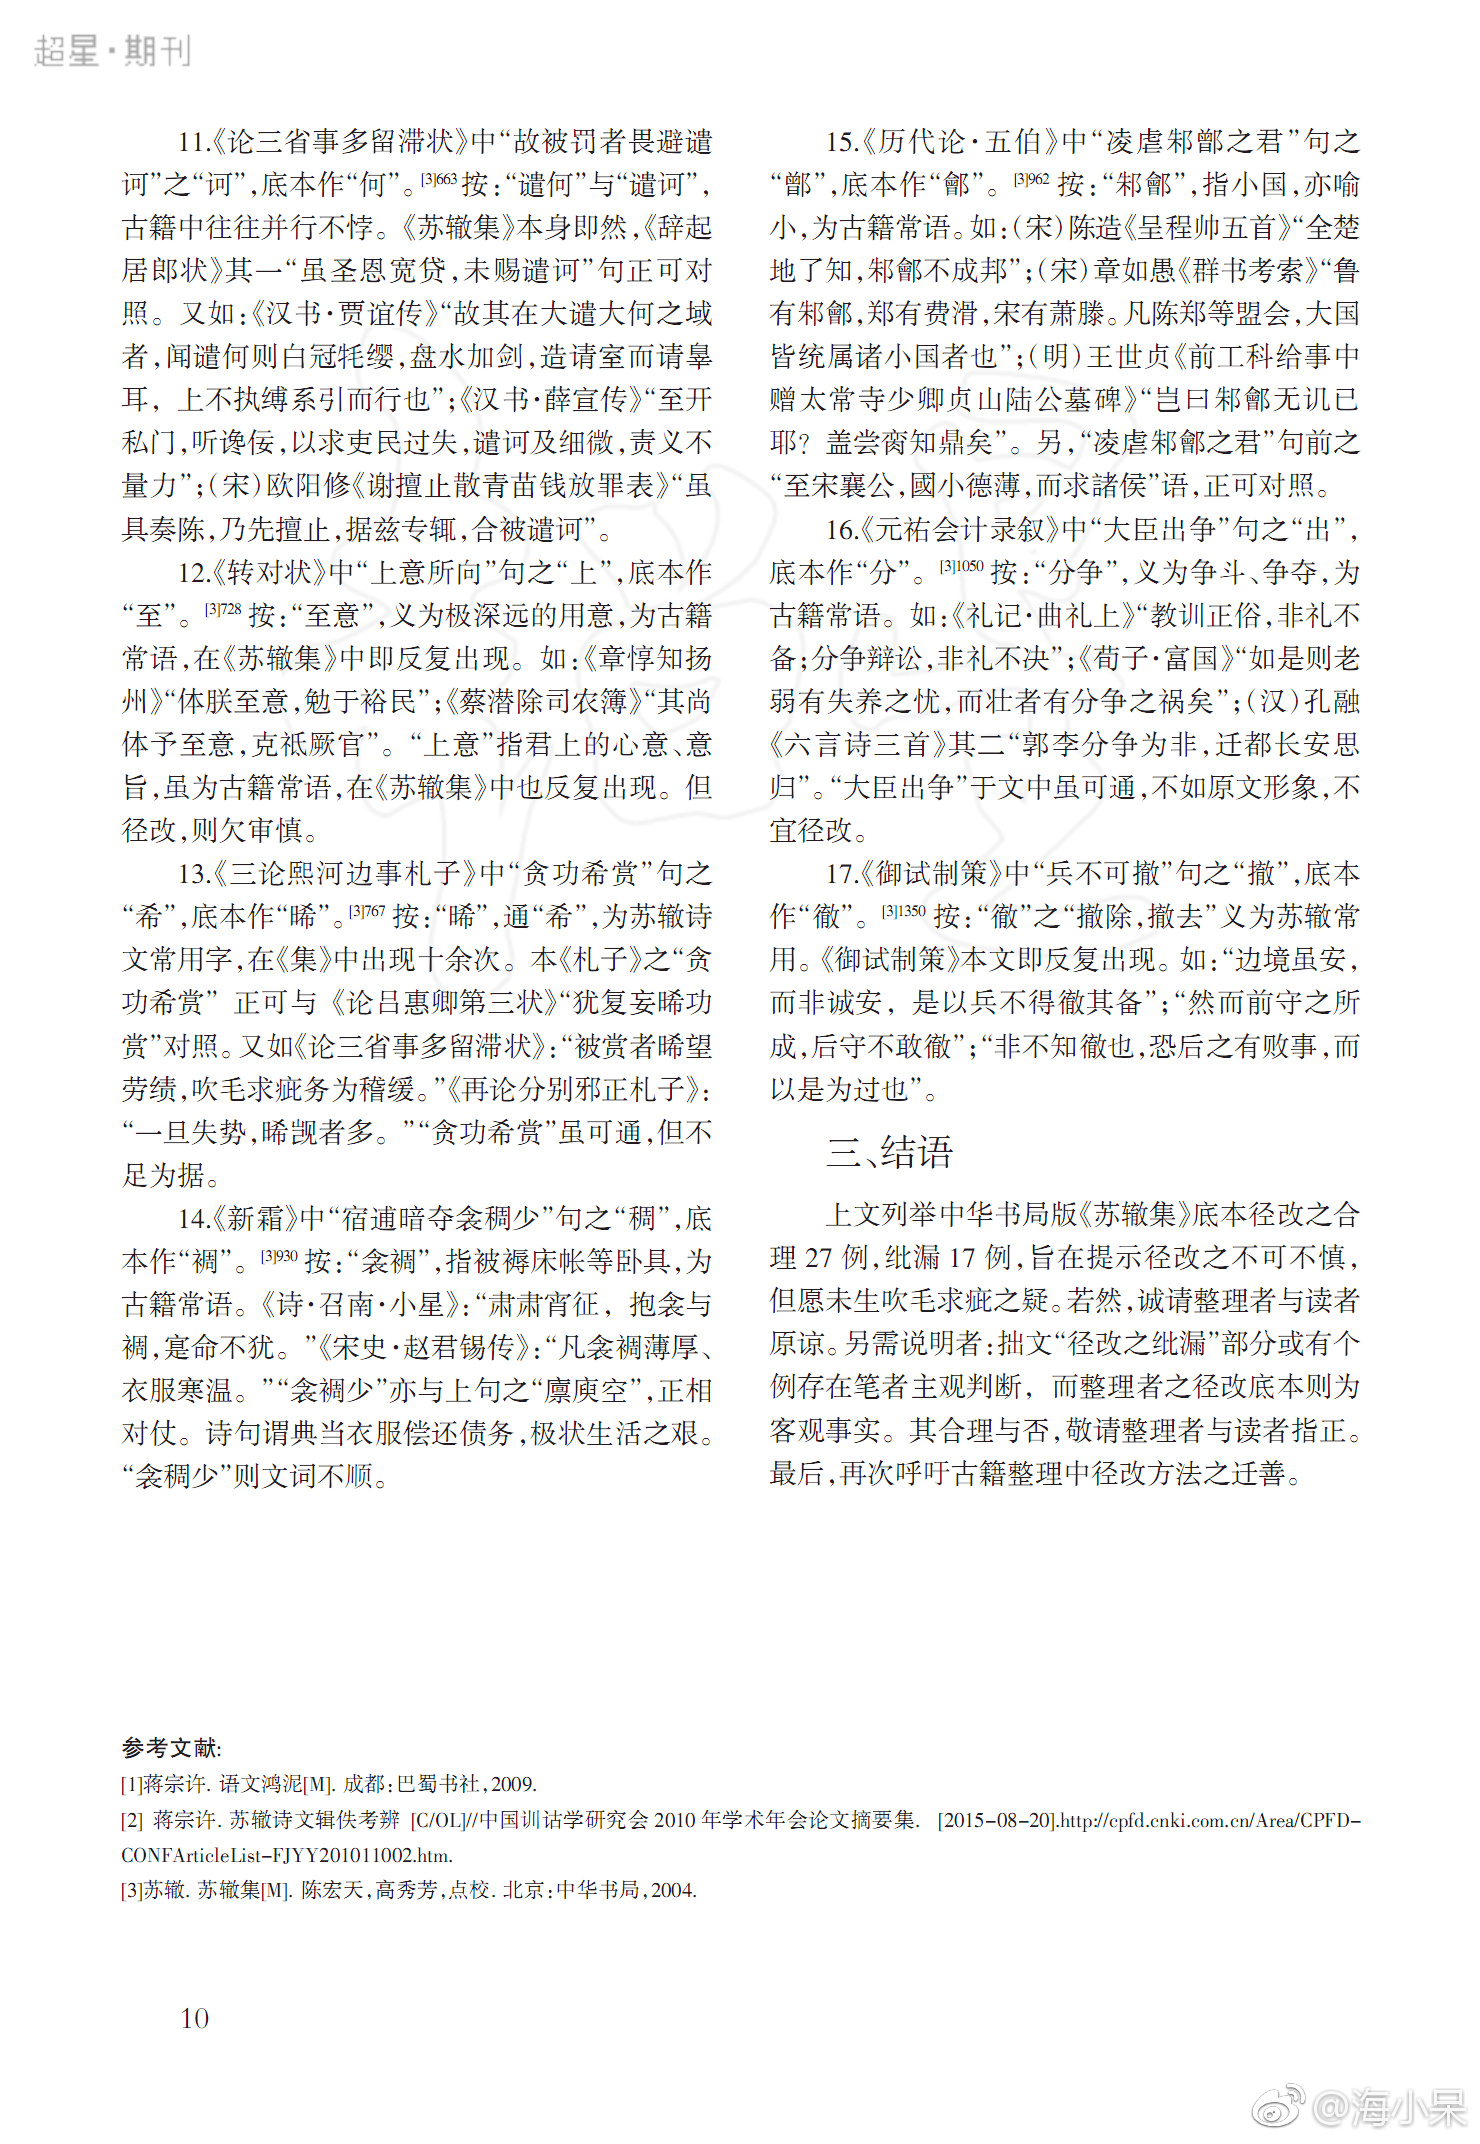 超星·期刊
11.《论三省事多留滞状》中“故被罚者畏避谴
诃”之“诃”,底本作“何”。[3]663按:“谴何”与“谴诃”,
古籍中往往并行不悖。《苏辙集》本身即然,《辞起
居郎状》其一“虽圣恩宽贷,未赐谴诃”句正可对
照。又如:《汉书·贾谊传》“故其在大谴大何之域
者,闻谴何则白冠牦缨,盘水加剑,造请室而请辠
耳,上不执缚系引而行也”;《汉书·薛宣传》“至开
私门,听谗佞,以求吏民过失,谴诃及细微,责义不
量力”;(宋)欧阳修《谢擅止散青苗钱放罪表》“虽
具奏陈,乃先擅止,据兹专辄,合被谴诃”。
12.《转对状》中“上意所向”句之“上”,底本作
“至”。[3]728按:“至意”,义为极深远的用意,为古籍
常语,在《苏辙集》中即反复出现。如:《章惇知扬
州》“体朕至意,勉于裕民”;《蔡潜除司农簿》“其尚
体予至意,克祗厥官”。“上意”指君上的心意、意
旨,虽为古籍常语,在《苏辙集》中也反复出现。但
径改,则欠审慎。
13.《三论熙河边事札子》中“贪功希赏”句之
“希”,底本作“晞”。[3]767按:“晞”,通“希”,为苏辙诗
文常用字,在《集》中出现十余次。本《札子》之“贪
功希赏”正可与《论吕惠卿第三状》“犹复妄晞功
赏”对照。又如《论三省事多留滞状》:“被赏者晞望
劳绩,吹毛求疵务为稽缓。”《再论分别邪正札子》:
“一旦失势,晞觊者多。”“贪功希赏”虽可通,但不
足为据。
14.《新霜》中“宿逋暗夺衾稠少”句之“稠”,底
本作“裯”。[3]930按:“衾裯”,指被褥床帐等卧具,为
古籍常语。《诗·召南·小星》:“肃肃宵征,抱衾与
裯,寔命不犹。”《宋史·赵君锡传》:“凡衾裯薄厚、
衣服寒温。”“衾裯少”亦与上句之“廪庾空”,正相
对仗。诗句谓典当衣服偿还债务,极状生活之艰。
“衾稠少”则文词不顺。
15.《历代论·五伯》中“凌虐邾鄫之君”句之
“鄫”,底本作“鄶”。[3]962按:“邾鄶”,指小国,亦喻
小,为古籍常语。如:(宋)陈造《呈程帅五首》“全楚
地了知,邾鄶不成邦”;(宋)章如愚《群书考索》“鲁
有邾鄶,郑有费滑,宋有萧滕。凡陈郑等盟会,大国
皆统属诸小国者也”;(明)王世贞《前工科给事中
赠太常寺少卿贞山陆公墓碑》“岂曰邾鄶无讥已
耶?盖尝脔知鼎矣”。另,“凌虐邾鄶之君”句前之
“至宋襄公,國小德薄,而求諸侯”语,正可对照。
16.《元祐会计录叙》中“大臣出争”句之“出”,
底本作“分”。[3]1050按:“分争”,义为争斗、争夺,为
古籍常语。如:《礼记·曲礼上》“教训正俗,非礼不
备;分争辩讼,非礼不决”;《荀子·富国》“如是则老
弱有失养之忧,而壮者有分争之祸矣”;(汉)孔融
《六言诗三首》其二“郭李分争为非,迁都长安思
归”。“大臣出争”于文中虽可通,不如原文形象,不
宜径改。
17.《御试制策》中“兵不可撤”句之“撤”,底本
作“徹”。[3]1350按:“徹”之“撤除,撤去”义为苏辙常
用。《御试制策》本文即反复出现。如:“边境虽安,
而非诚安,是以兵不得徹其备”;“然而前守之所
成,后守不敢徹”;“非不知徹也,恐后之有败事,而
以是为过也”。
三、结语
上文列举中华书局版《苏辙集》底本径改之合
理27例,纰漏17例,旨在提示径改之不可不慎,
但愿未生吹毛求疵之疑。若然,诚请整理者与读者
原谅。另需说明者:拙文“径改之纰漏”部分或有个
例存在笔者主观判断,而整理者之径改底本则为
客观事实。其合理与否,敬请整理者与读者指正。
最后,再次呼吁古籍整理中径改方法之迁善。
参考文献:
[1]蒋宗许. 语文鸿泥[M]. 成都:巴蜀书社,2009.
[2] 蒋宗许. 苏辙诗文辑佚考辨 [C/OL]//中国训诂学研究会2010年学术年会论文摘要集. [2015-08-20].http://cpfd.cnki.com.cn/Area/CPFD-
CONFArticleList-FJYY201011002.htm.
[3]苏辙. 苏辙集[M]. 陈宏天,高秀芳,点校. 北京:中华书局,2004.
10
@海小呆